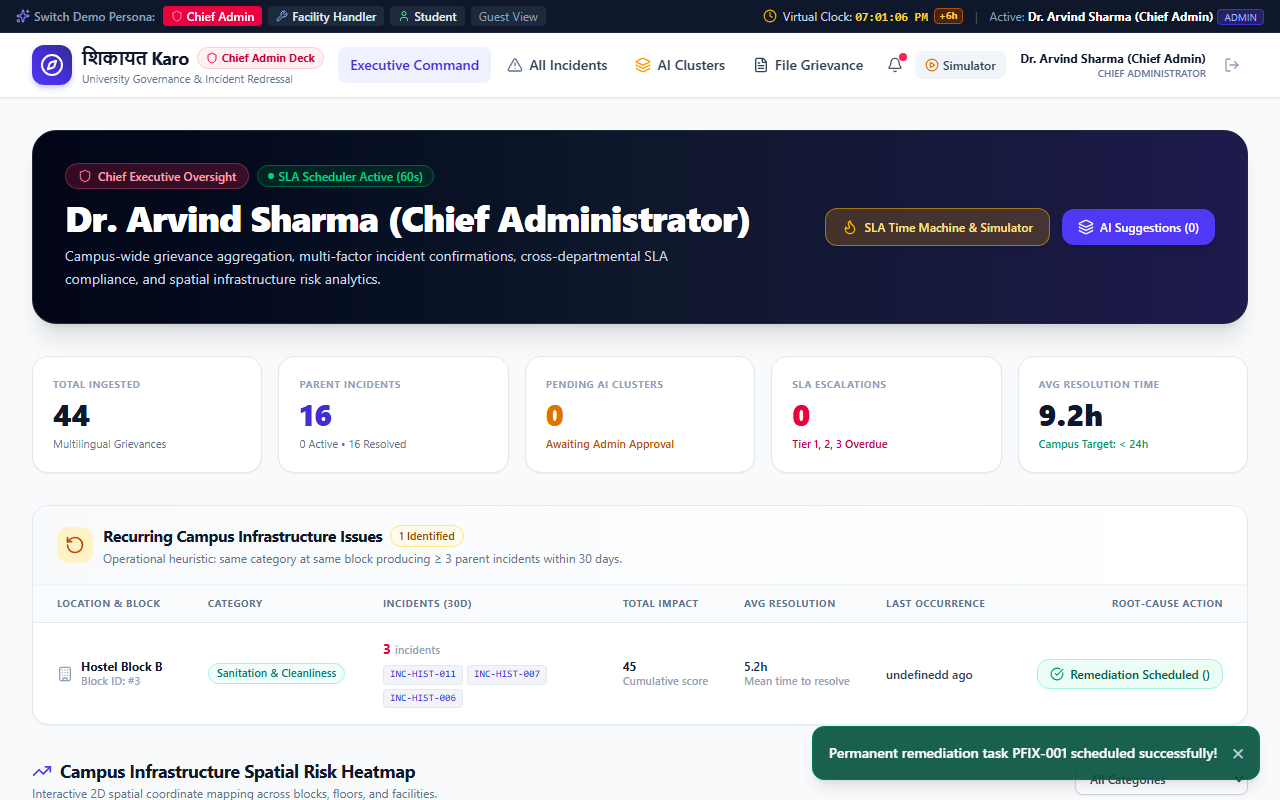 Switch Demo Persona: Chief Admin Facility Handler Student Guest View Virtual Clock: 07:01:06 PM +6h | Active: Dr. Arvind Sharma (Chief Admin) ADMIN
शिकायत Karo Chief Admin Deck
University Governance & Incident Redressal
Executive Command All Incidents AI Clusters File Grievance Simulator
Dr. Arvind Sharma (Chief Admin)
CHIEF ADMINISTRATOR
Chief Executive Oversight SLA Scheduler Active (60s)
Dr. Arvind Sharma (Chief Administrator)
Campus-wide grievance aggregation, multi-factor incident confirmations, cross-departmental SLA
compliance, and spatial infrastructure risk analytics.
SLA Time Machine & Simulator AI Suggestions (0)
TOTAL INGESTED
44
Multilingual Grievances
PARENT INCIDENTS
16
0 Active • 16 Resolved
PENDING AI CLUSTERS
0
Awaiting Admin Approval
SLA ESCALATIONS
0
Tier 1, 2, 3 Overdue
AVG RESOLUTION TIME
9.2h
Campus Target: < 24h
Recurring Campus Infrastructure Issues 1 Identified
Operational heuristic: same category at same block producing ≥ 3 parent incidents within 30 days.
LOCATION & BLOCK CATEGORY INCIDENTS (30D) TOTAL IMPACT AVG RESOLUTION LAST OCCURRENCE ROOT-CAUSE ACTION
Hostel Block B
Block ID: #3
Sanitation & Cleanliness
3 incidents
INC-HIST-011 INC-HIST-007
INC-HIST-006
45
Cumulative score
5.2h
Mean time to resolve
undefinedd ago
Remediation Scheduled ()
Permanent remediation task PFIX-001 scheduled successfully!
Campus Infrastructure Spatial Risk Heatmap
Interactive 2D spatial coordinate mapping across blocks, floors, and facilities.
All Categories